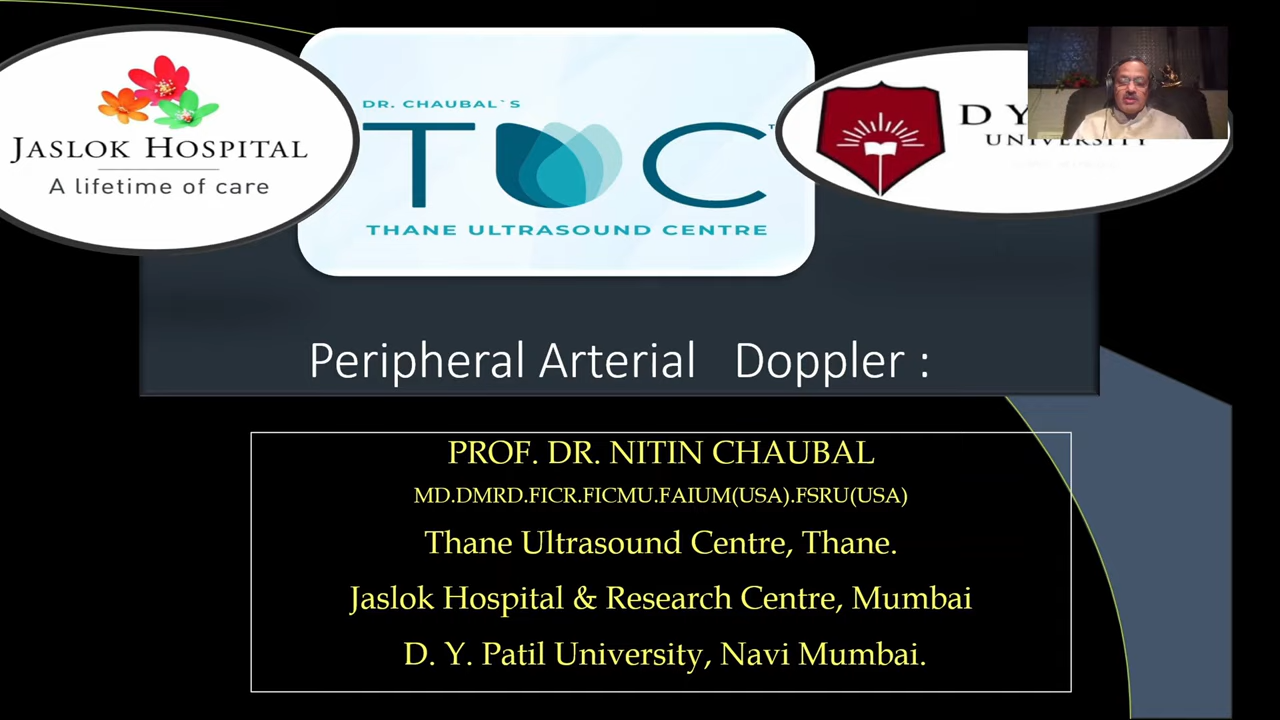 JASLOK HOSPITAL
A lifetime of care
DR. CHAUBAL`S
TUC
THANE ULTRASOUND CENTRE
D Y
UNIVERSITY
Peripheral Arterial Doppler :
PROF. DR. NITIN CHAUBAL
MD.DMRD.FICR.FICMU.FAIUM(USA).FSRU(USA)
Thane Ultrasound Centre, Thane.
Jaslok Hospital & Research Centre, Mumbai
D. Y. Patil University, Navi Mumbai.